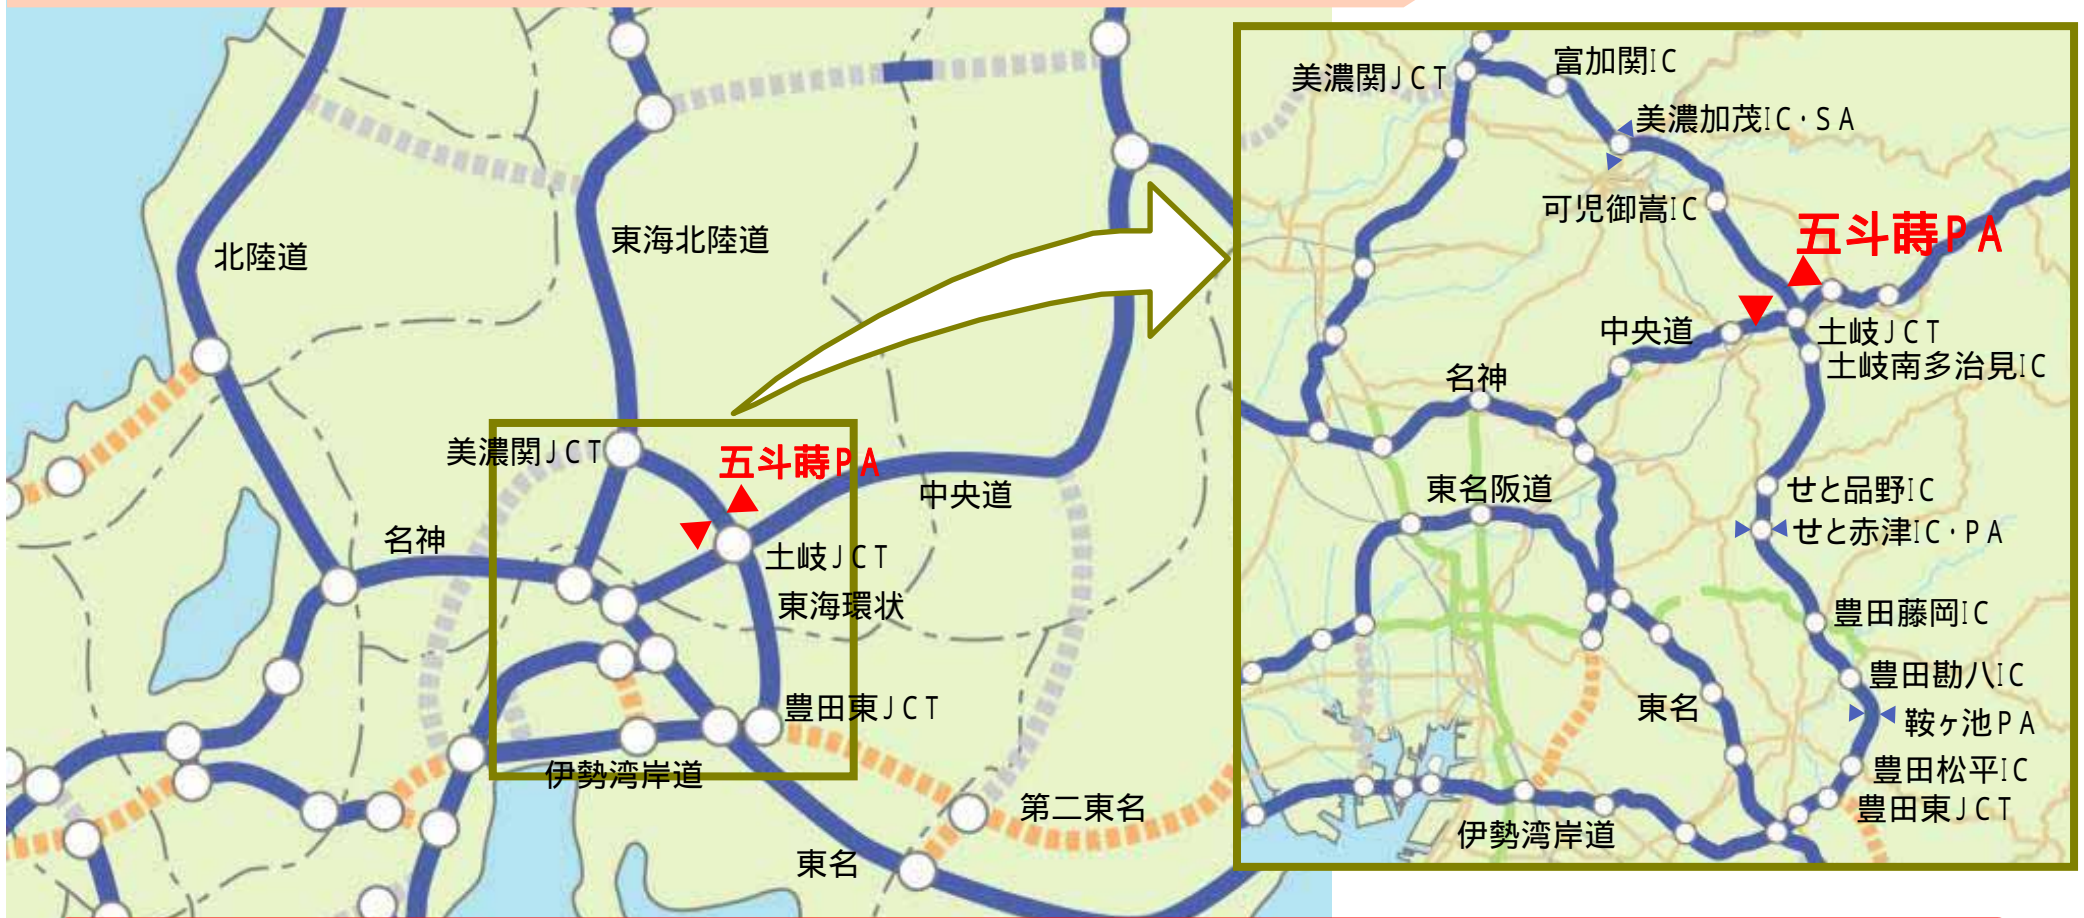 北陸道
東海北陸道
美濃関JCT
五斗蒔PA
中央道
名神
土岐JCT
東海環状
豊田東JCT
伊勢湾岸道
第二東名
東名
富加関IC
美濃関JCT
美濃加茂IC・SA
可児御嵩IC
五斗蒔PA
中央道
土岐JCT
土岐南多治見IC
名神
東名阪道
せと品野IC
せと赤津IC・PA
豊田藤岡IC
豊田勘八IC
東名
鞍ヶ池PA
豊田松平IC
豊田東JCT
伊勢湾岸道